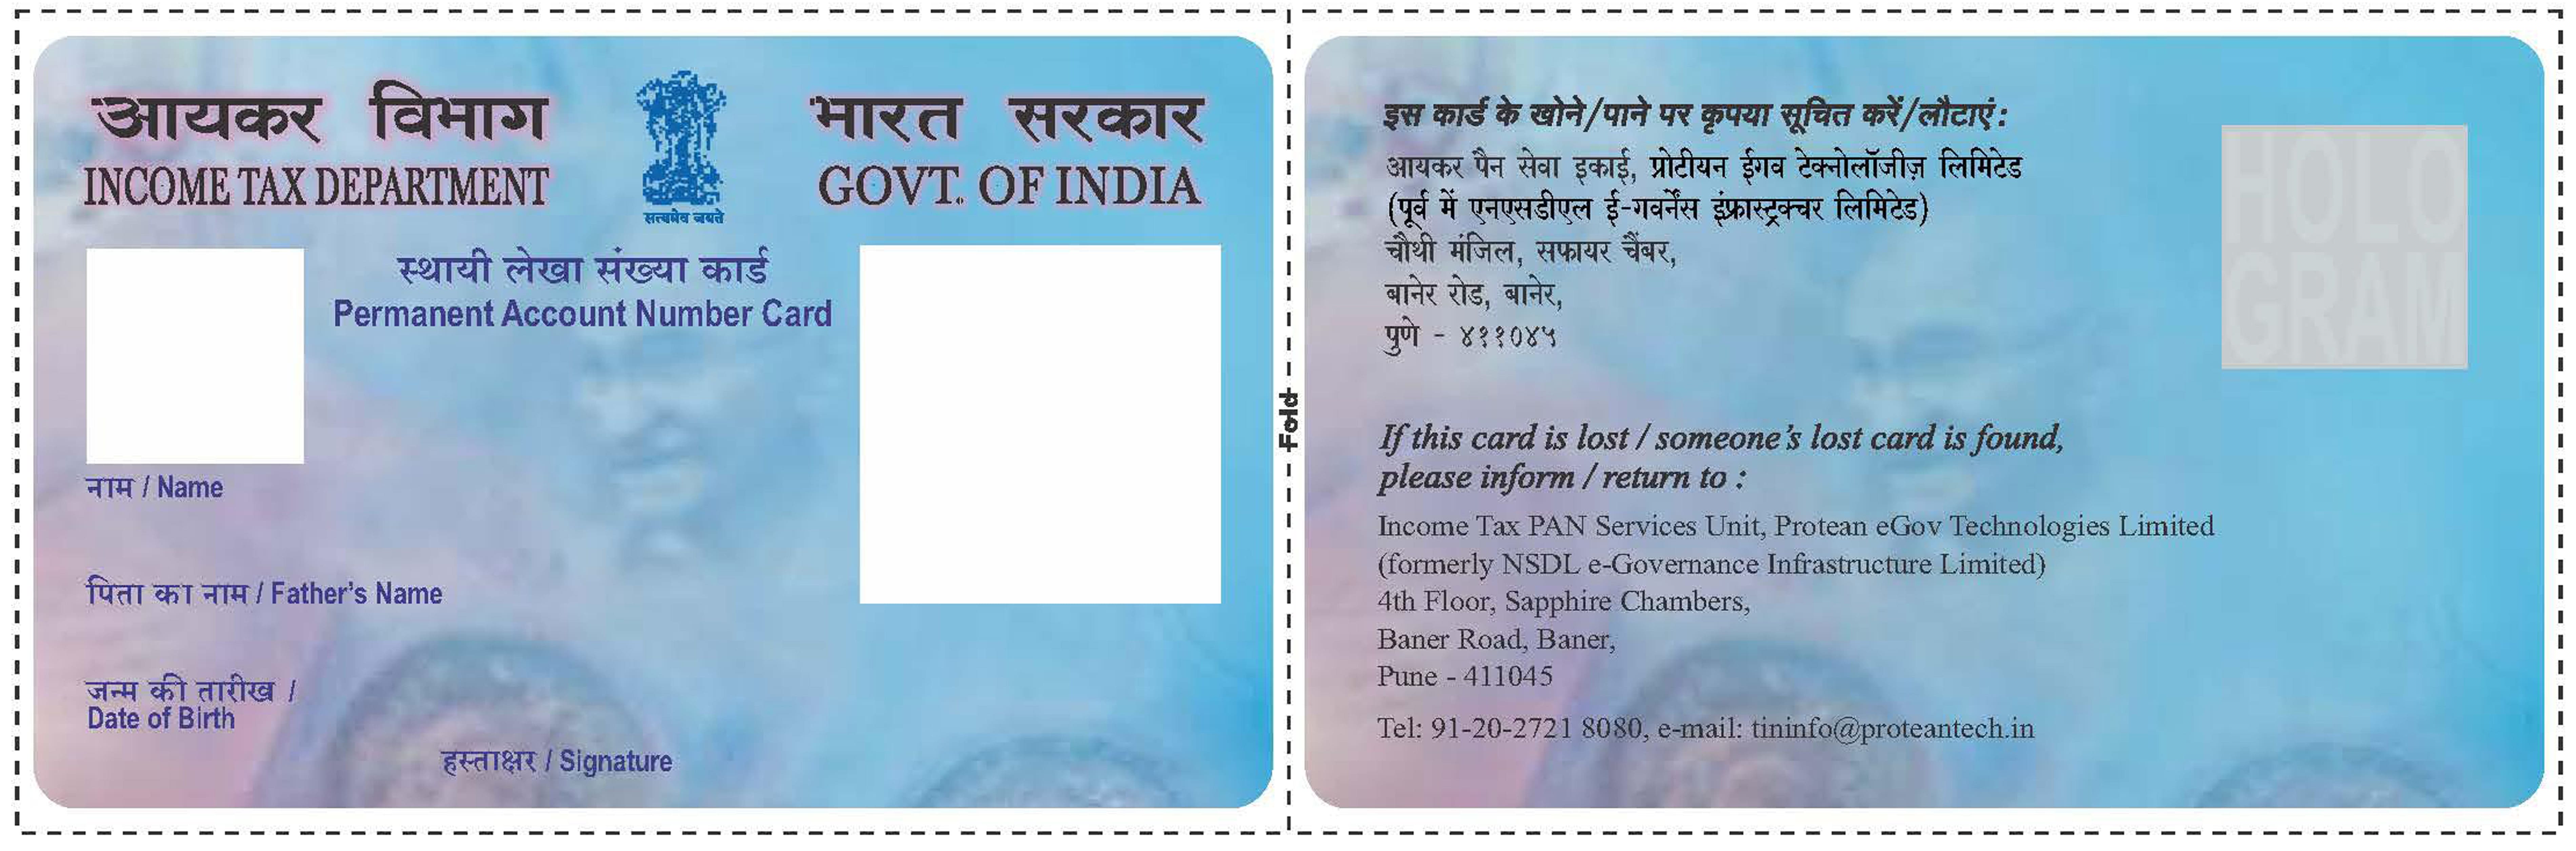 आयकर विभाग
INCOME TAX DEPARTMENT
सत्यमेव जयते
भारत सरकार
GOVT. OF INDIA
स्थायी लेखा संख्या कार्ड
Permanent Account Number Card
नाम / Name
पिता का नाम / Father's Name
जन्म की तारीख /
Date of Birth
हस्ताक्षर / Signature
Fold
इस कार्ड के खोने/पाने पर कृपया सूचित करें/लौटाएं:
आयकर पैन सेवा इकाई, प्रोटीयन ईगव टेक्नोलॉजीज़ लिमिटेड
(पूर्व में एनएसडीएल ई-गवर्नेंस इंफ्रास्ट्रक्चर लिमिटेड)
चौथी मंजिल, सफायर चैंबर,
बानेर रोड, बानेर,
पुणे - ४११०४५
HOLO
GRAM
If this card is lost / someone's lost card is found,
please inform / return to :
Income Tax PAN Services Unit, Protean eGov Technologies Limited
(formerly NSDL e-Governance Infrastructure Limited)
4th Floor, Sapphire Chambers,
Baner Road, Baner,
Pune - 411045
Tel: 91-20-2721 8080, e-mail: tininfo@proteantech.in